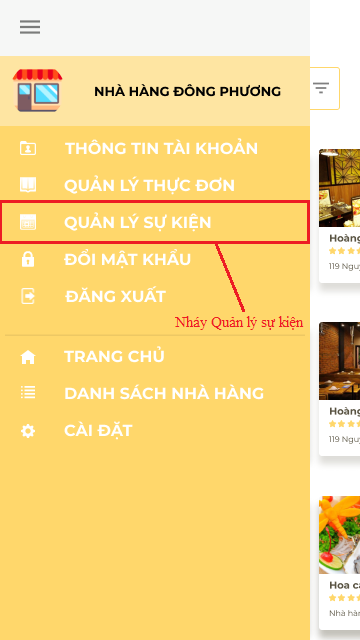 NHÀ HÀNG ĐÔNG PHƯƠNG
THÔNG TIN TÀI KHOẢN
QUẢN LÝ THỰC ĐƠN
QUẢN LÝ SỰ KIỆN
ĐỔI MẬT KHẨU
ĐĂNG XUẤT
Nháy Quản lý sự kiện
TRANG CHỦ
DANH SÁCH NHÀ HÀNG
CÀI ĐẶT
Hoàng
119 Nguy
Hoàng
119 Nguy
Hoa cá
Nhà hàn